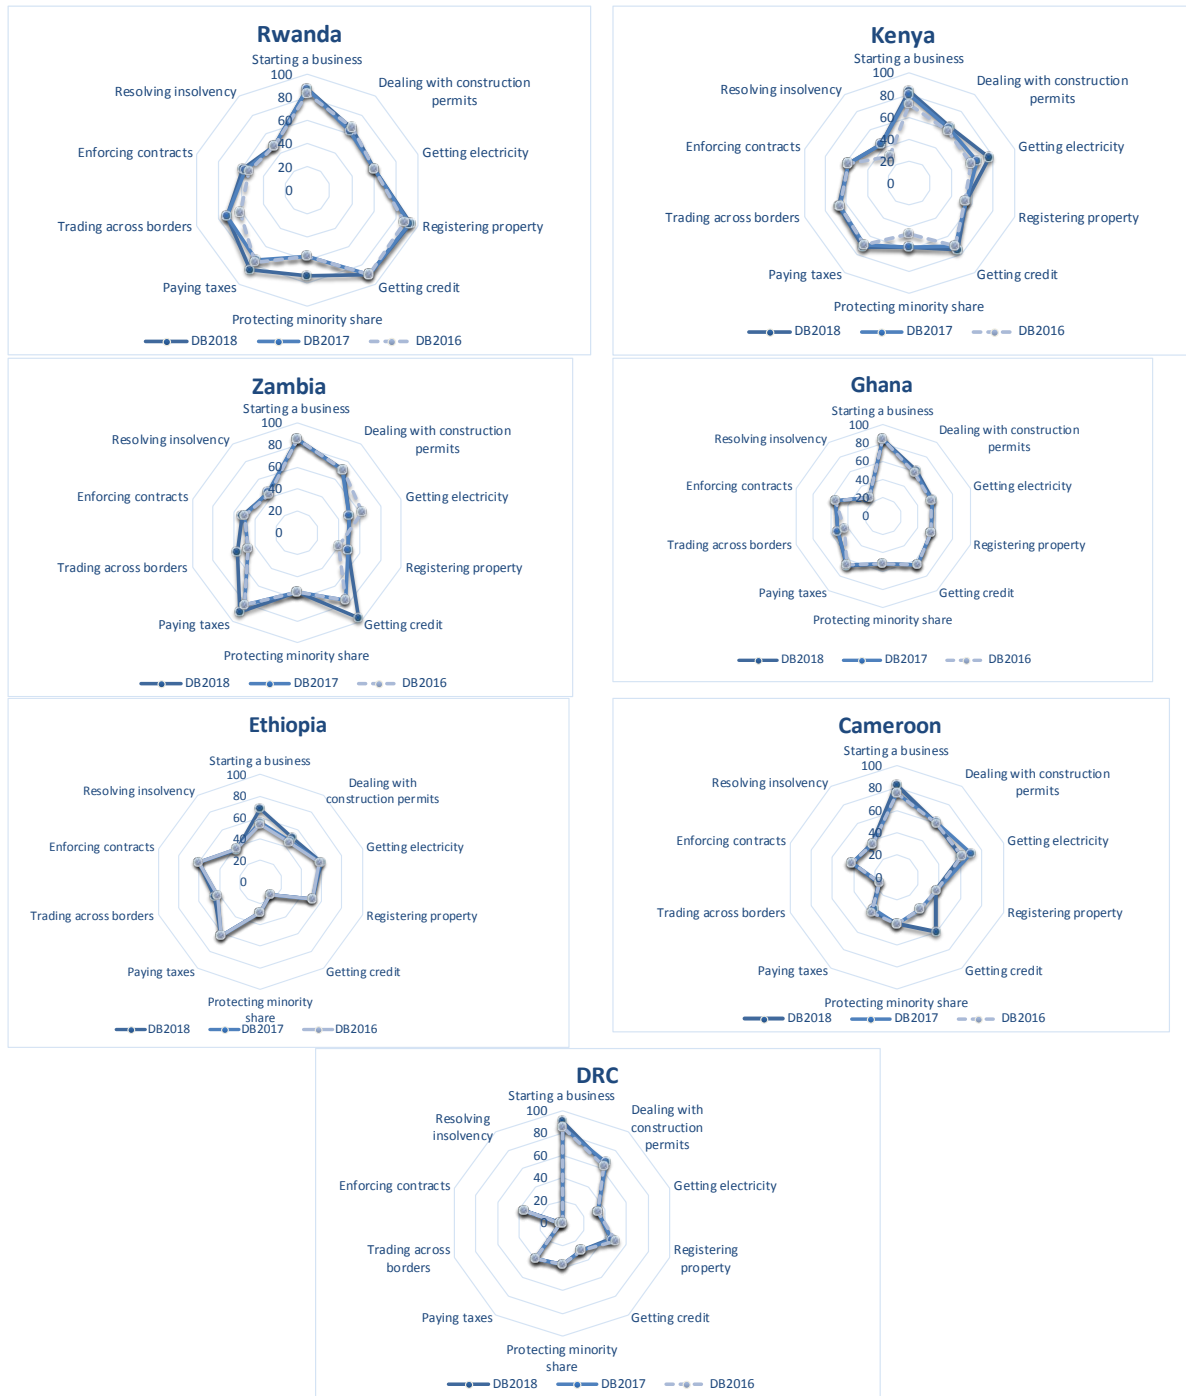 Rwanda
Starting a business
100
80
60
40
20
0
Dealing with construction
permits
Getting electricity
Registering property
Getting credit
Protecting minority share
Paying taxes
Trading across borders
Enforcing contracts
Resolving insolvency
DB2018 DB2017 DB2016
Kenya
Starting a business
100
80
60
40
20
0
Dealing with construction
permits
Getting electricity
Registering property
Getting credit
Protecting minority share
Paying taxes
Trading across borders
Enforcing contracts
Resolving insolvency
DB2018 DB2017 DB2016
Zambia
Starting a business
100
80
60
40
20
0
Dealing with construction
permits
Getting electricity
Registering property
Getting credit
Protecting minority share
Paying taxes
Trading across borders
Enforcing contracts
Resolving insolvency
DB2018 DB2017 DB2016
Ghana
Starting a business
100
80
60
40
20
0
Dealing with construction
permits
Getting electricity
Registering property
Getting credit
Protecting minority share
Paying taxes
Trading across borders
Enforcing contracts
Resolving insolvency
DB2018 DB2017 DB2016
Ethiopia
Starting a business
100
80
60
40
20
0
Dealing with
construction permits
Getting electricity
Registering property
Getting credit
Protecting minority
share
Paying taxes
Trading across borders
Enforcing contracts
Resolving insolvency
DB2018 DB2017 DB2016
Cameroon
Starting a business
100
80
60
40
20
0
Dealing with construction
permits
Getting electricity
Registering property
Getting credit
Protecting minority share
Paying taxes
Trading across borders
Enforcing contracts
Resolving insolvency
DB2018 DB2017 DB2016
DRC
Starting a business
100
80
60
40
20
0
Dealing with
construction
permits
Getting electricity
Registering
property
Getting credit
Protecting minority
share
Paying taxes
Trading across
borders
Enforcing contracts
Resolving
insolvency
DB2018 DB2017 DB2016